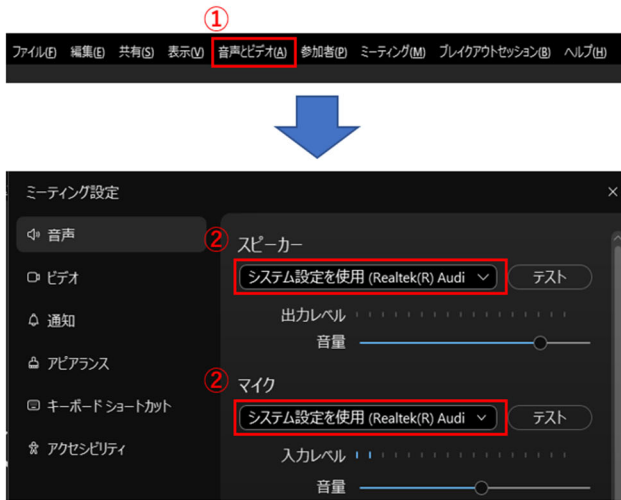 ①
ファイル(F) 編集(E) 共有(S) 表示(V) 音声とビデオ(A) 参加者(P) ミーティング(M) ブレイクアウトセッション(B) ヘルプ(H)
ミーティング設定 ×
音声
ビデオ
通知
アピアランス
キーボード ショートカット
アクセシビリティ
② スピーカー
システム設定を使用 (Realtek(R) Audi テスト
出力レベル
音量
② マイク
システム設定を使用 (Realtek(R) Audi テスト
入力レベル
音量